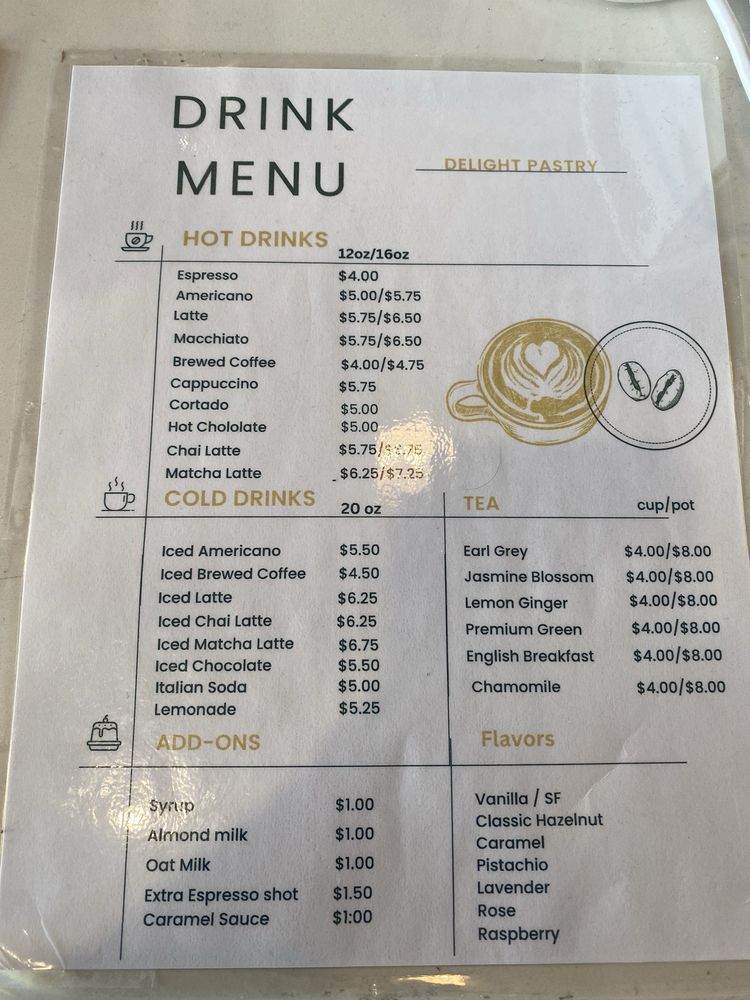 DRINK
MENU
DELIGHT PASTRY
HOT DRINKS
12oz/16oz
Espresso $4.00
Americano $5.00/$5.75
Latte $5.75/$6.50
Macchiato $5.75/$6.50
Brewed Coffee $4.00/$4.75
Cappuccino $5.75
Cortado $5.00
Hot Chololate $5.00
Chai Latte $5.75/
Matcha Latte $6.25/$7.25
COLD DRINKS 20 oz
Iced Americano $5.50
Iced Brewed Coffee $4.50
Iced Latte $6.25
Iced Chai Latte $6.25
Iced Matcha Latte $6.75
Iced Chocolate $5.50
Italian Soda $5.00
Lemonade $5.25
TEA cup/pot
Earl Grey $4.00/$8.00
Jasmine Blossom $4.00/$8.00
Lemon Ginger $4.00/$8.00
Premium Green $4.00/$8.00
English Breakfast $4.00/$8.00
Chamomile $4.00/$8.00
ADD-ONS
Syrup $1.00
Almond milk $1.00
Oat Milk $1.00
Extra Espresso shot $1.50
Caramel Sauce $1:00
Flavors
Vanilla / SF
Classic Hazelnut
Caramel
Pistachio
Lavender
Rose
Raspberry